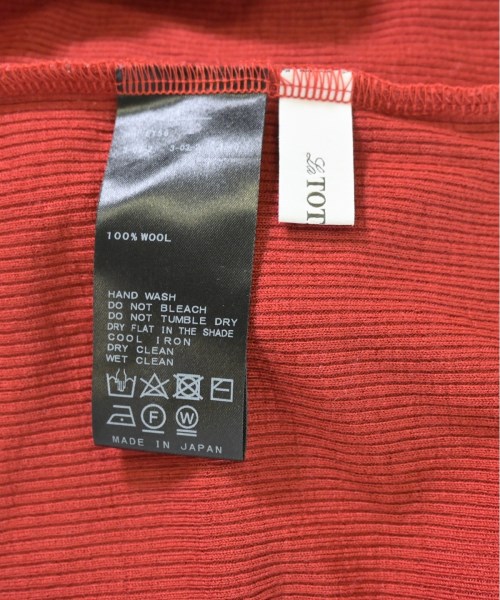 100% WOOL
HAND WASH
DO NOT BLEACH
DO NOT TUMBLE DRY
DRY FLAT IN THE SHADE
COOL IRON
DRY CLEAN
WET CLEAN
F
W
MADE IN JAPAN
La TOT